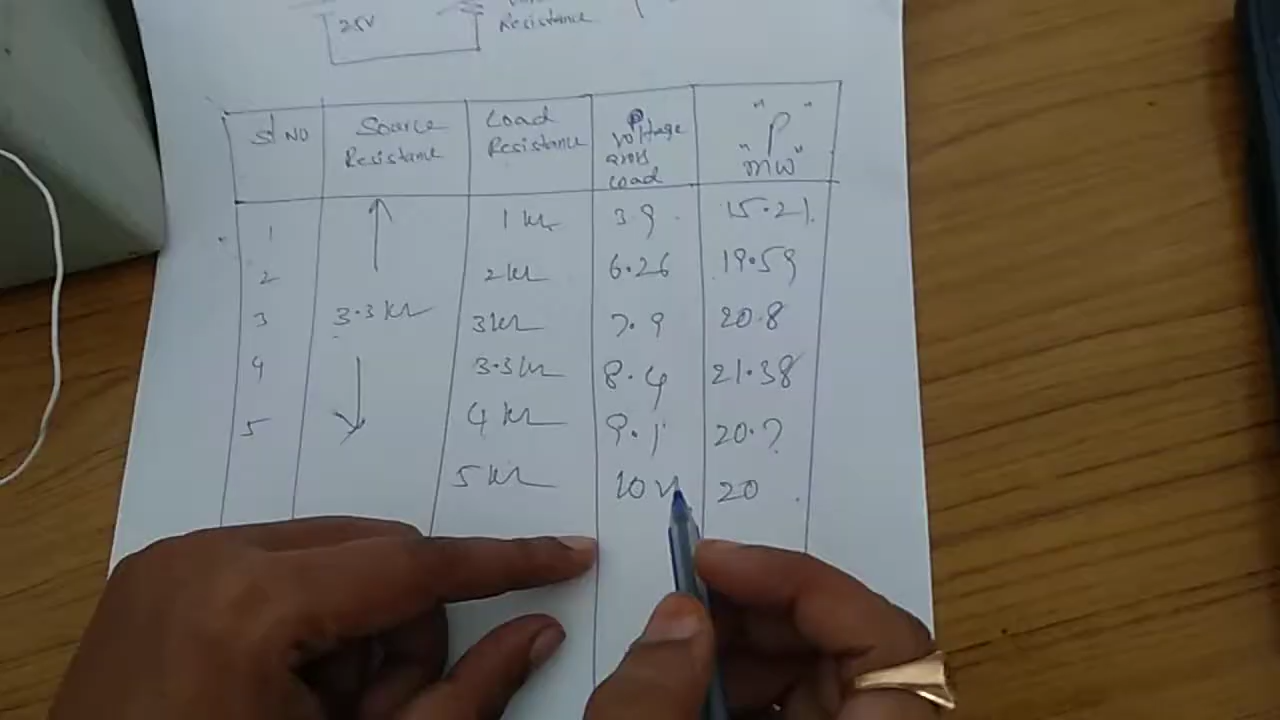 25V
Resistance
Sl NO
Source
Resistance
Load
Resistance
Voltage
across
Load
"P"
"mW"
1 1 kΩ 3.9 15.21
2 2 kΩ 6.26 19.59
3 3.3 kΩ 3 kΩ 7.9 20.8
4 3.3 kΩ 8.4 21.38
5 4 kΩ 9.1 20.7
5 kΩ 10 V 20